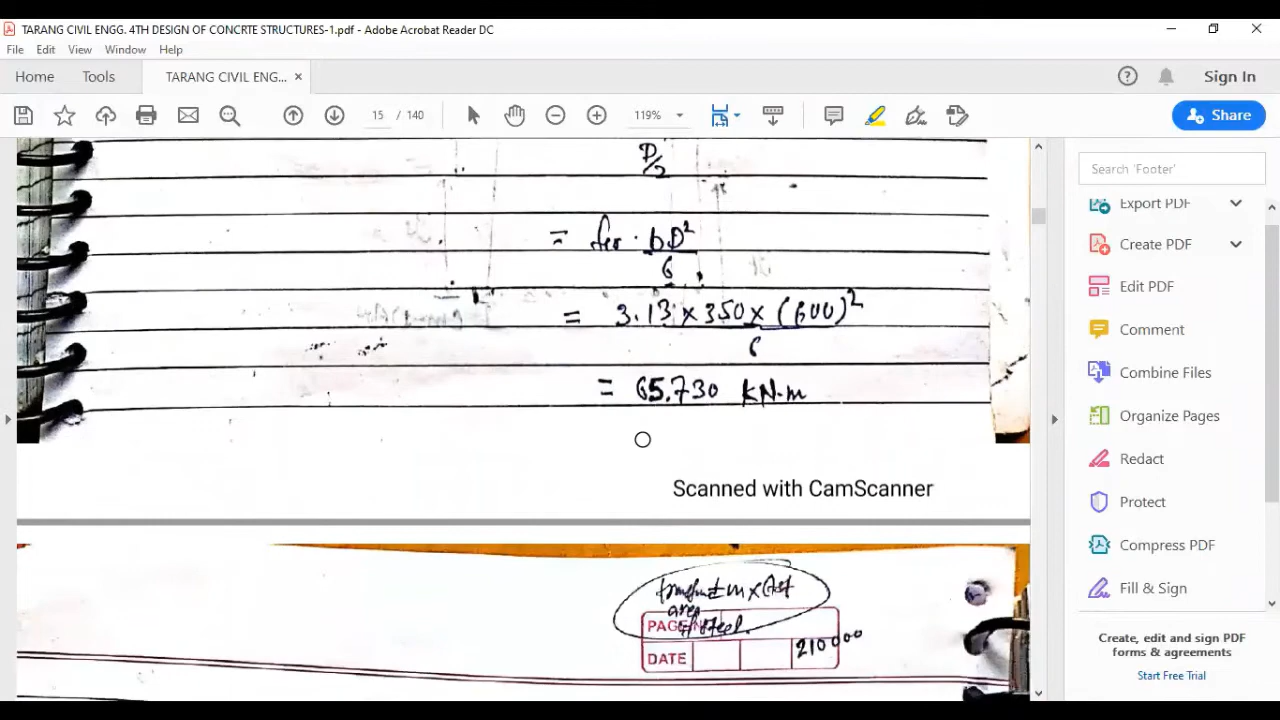 TARANG CIVIL ENGG. 4TH DESIGN OF CONCRTE STRUCTURES-1.pdf - Adobe Acrobat Reader DC
File Edit View Window Help
Home Tools TARANG CIVIL ENG... × Sign In
15 / 140 119% Share
D/2
= fcr · bD²/6
= 3.13 × 350 × (600)²
6
= 65.730 kN·m
Scanned with CamScanner
area
of steel.
PAGE
DATE
210000
Search 'Footer'
Export PDF
Create PDF
Edit PDF
Comment
Combine Files
Organize Pages
Redact
Protect
Compress PDF
Fill & Sign
Create, edit and sign PDF
forms & agreements
Start Free Trial